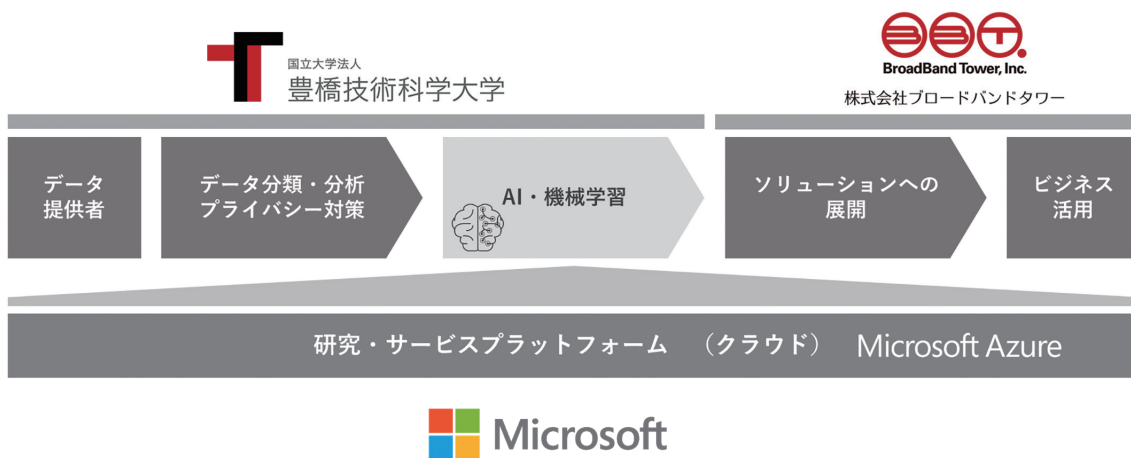 国立大学法人
豊橋技術科学大学
BBT.
BroadBand Tower, Inc.
株式会社ブロードバンドタワー
データ
提供者
データ分類・分析
プライバシー対策
AI・機械学習
ソリューションへの
展開
ビジネス
活用
研究・サービスプラットフォーム （クラウド） Microsoft Azure
Microsoft